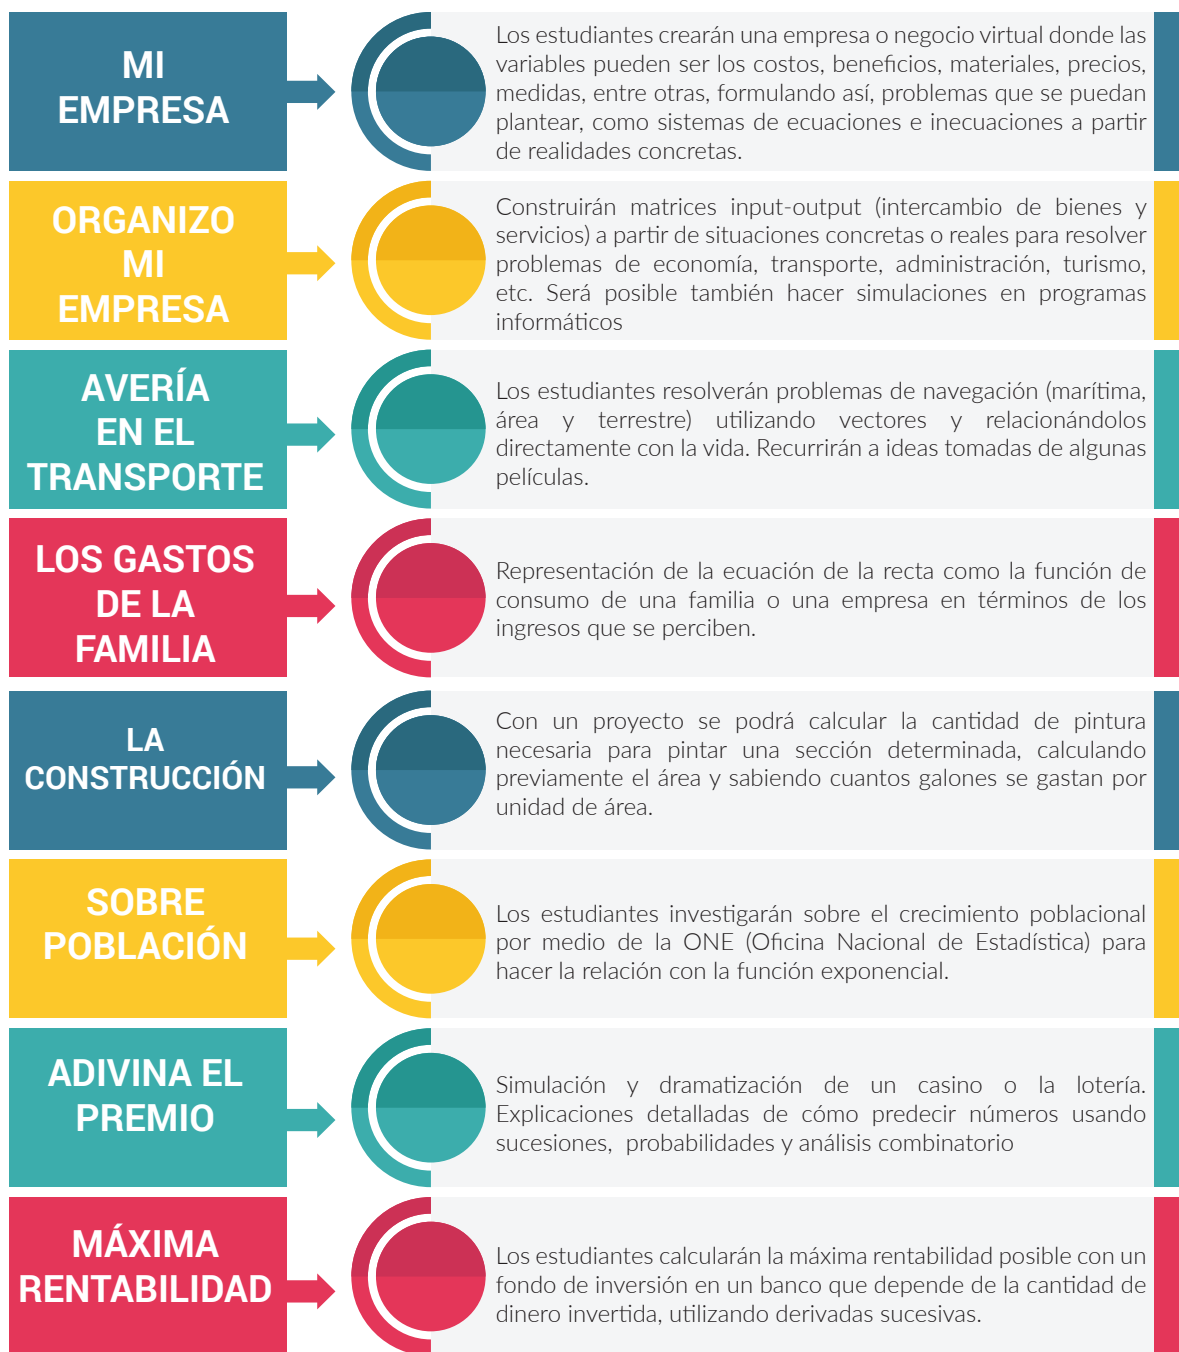 MI
EMPRESA
Los estudiantes crearán una empresa o negocio virtual donde las
variables pueden ser los costos, beneficios, materiales, precios,
medidas, entre otras, formulando así, problemas que se puedan
plantear, como sistemas de ecuaciones e inecuaciones a partir
de realidades concretas.
ORGANIZO
MI
EMPRESA
Construirán matrices input-output (intercambio de bienes y
servicios) a partir de situaciones concretas o reales para resolver
problemas de economía, transporte, administración, turismo,
etc. Será posible también hacer simulaciones en programas
informáticos
AVERÍA
EN EL
TRANSPORTE
Los estudiantes resolverán problemas de navegación (marítima,
área y terrestre) utilizando vectores y relacionándolos
directamente con la vida. Recurrirán a ideas tomadas de algunas
películas.
LOS GASTOS
DE LA
FAMILIA
Representación de la ecuación de la recta como la función de
consumo de una familia o una empresa en términos de los
ingresos que se perciben.
LA
CONSTRUCCIÓN
Con un proyecto se podrá calcular la cantidad de pintura
necesaria para pintar una sección determinada, calculando
previamente el área y sabiendo cuantos galones se gastan por
unidad de área.
SOBRE
POBLACIÓN
Los estudiantes investigarán sobre el crecimiento poblacional
por medio de la ONE (Oficina Nacional de Estadística) para
hacer la relación con la función exponencial.
ADIVINA EL
PREMIO
Simulación y dramatización de un casino o la lotería.
Explicaciones detalladas de cómo predecir números usando
sucesiones, probabilidades y análisis combinatorio
MÁXIMA
RENTABILIDAD
Los estudiantes calcularán la máxima rentabilidad posible con un
fondo de inversión en un banco que depende de la cantidad de
dinero invertida, utilizando derivadas sucesivas.